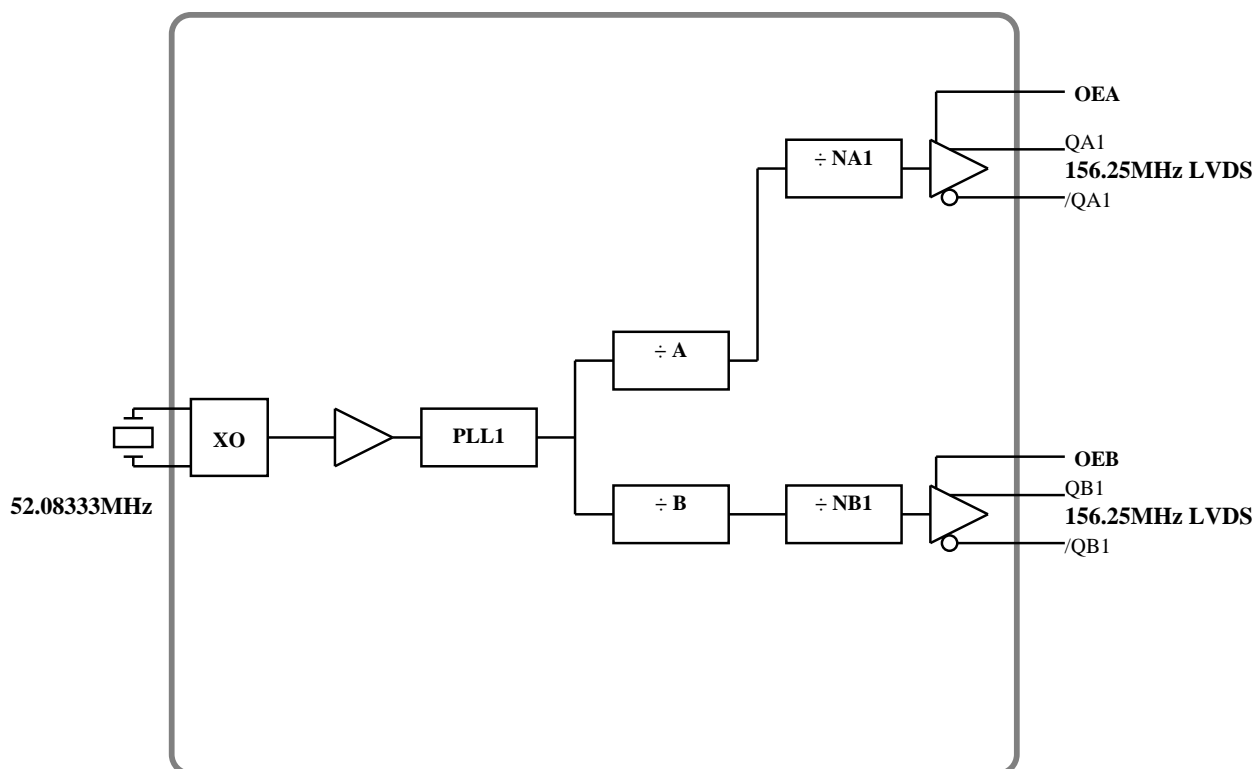 OEA
QA1
÷ NA1
156.25MHz LVDS
/QA1
÷ A
XO
PLL1
52.08333MHz
OEB
QB1
÷ B
÷ NB1
156.25MHz LVDS
/QB1